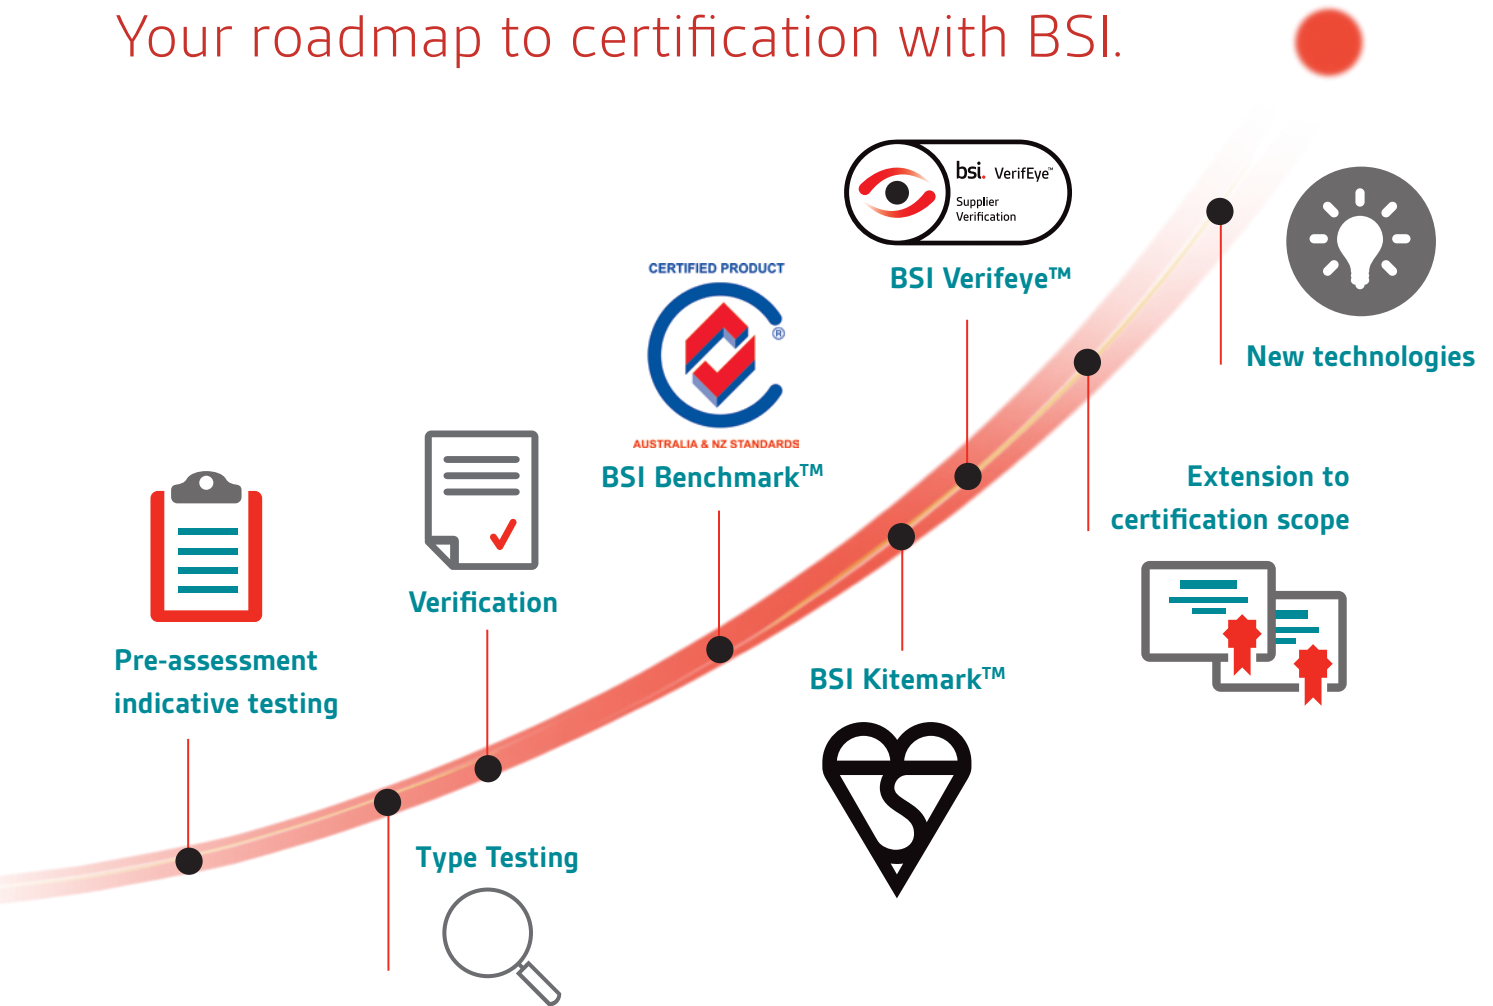 Your roadmap to certification with BSI.
bsi. VerifEye™
Supplier
Verification
BSI Verifeye™
CERTIFIED PRODUCT
®
AUSTRALIA & NZ STANDARDS
BSI Benchmark™
New technologies
Extension to
certification scope
Verification
Pre-assessment
indicative testing
BSI Kitemark™
Type Testing